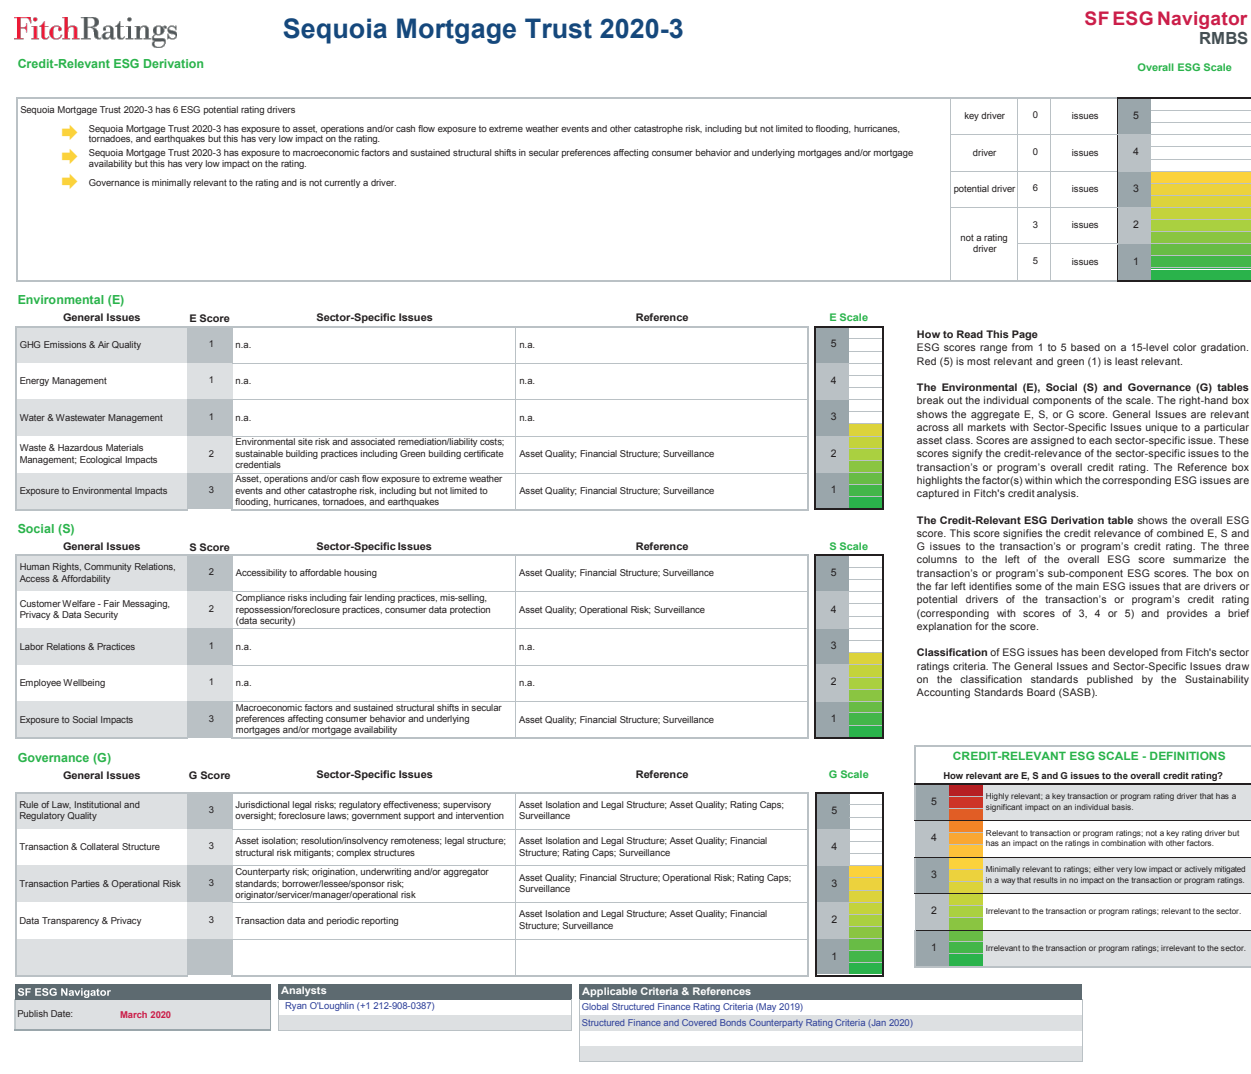 FitchRatings
Sequoia Mortgage Trust 2020-3
SF ESG Navigator
RMBS
Credit-Relevant ESG Derivation
Overall ESG Scale
Sequoia Mortgage Trust 2020-3 has 6 ESG potential rating drivers
Sequoia Mortgage Trust 2020-3 has exposure to asset, operations and/or cash flow exposure to extreme weather events and other catastrophe risk, including but not limited to flooding, hurricanes,
tornadoes, and earthquakes but this has very low impact on the rating.
Sequoia Mortgage Trust 2020-3 has exposure to macroeconomic factors and sustained structural shifts in secular preferences affecting consumer behavior and underlying mortgages and/or mortgage
availability but this has very low impact on the rating.
Governance is minimally relevant to the rating and is not currently a driver.
key driver 0 issues 5
driver 0 issues 4
potential driver 6 issues 3
not a rating
driver
3 issues 2
5 issues 1
Environmental (E)
General Issues E Score Sector-Specific Issues Reference E Scale
GHG Emissions & Air Quality 1 n.a. n.a. 5
Energy Management 1 n.a. n.a. 4
Water & Wastewater Management 1 n.a. n.a. 3
Waste & Hazardous Materials
Management; Ecological Impacts
2
Environmental site risk and associated remediation/liability costs;
sustainable building practices including Green building certificate
credentials
Asset Quality; Financial Structure; Surveillance
2
Exposure to Environmental Impacts
3
Asset, operations and/or cash flow exposure to extreme weather
events and other catastrophe risk, including but not limited to
flooding, hurricanes, tornadoes, and earthquakes
Asset Quality; Financial Structure; Surveillance
1
Social (S)
General Issues S Score Sector-Specific Issues Reference S Scale
Human Rights, Community Relations,
Access & Affordability
2
Accessibility to affordable housing
Asset Quality; Financial Structure; Surveillance
5
Customer Welfare - Fair Messaging,
Privacy & Data Security
2
Compliance risks including fair lending practices, mis-selling,
repossession/foreclosure practices, consumer data protection
(data security)
Asset Quality; Operational Risk; Surveillance
4
Labor Relations & Practices 1 n.a. n.a. 3
Employee Wellbeing 1 n.a. n.a. 2
Exposure to Social Impacts
3
Macroeconomic factors and sustained structural shifts in secular
preferences affecting consumer behavior and underlying
mortgages and/or mortgage availability
Asset Quality; Financial Structure; Surveillance
1
Governance (G)
General Issues G Score Sector-Specific Issues Reference G Scale
Rule of Law, Institutional and
Regulatory Quality
3
Jurisdictional legal risks; regulatory effectiveness; supervisory
oversight; foreclosure laws; government support and intervention
Asset Isolation and Legal Structure; Asset Quality; Rating Caps;
Surveillance
5
Transaction & Collateral Structure
3
Asset isolation; resolution/insolvency remoteness; legal structure;
structural risk mitigants; complex structures
Asset Isolation and Legal Structure; Asset Quality; Financial
Structure; Rating Caps; Surveillance
4
Transaction Parties & Operational Risk
3
Counterparty risk; origination, underwriting and/or aggregator
standards; borrower/lessee/sponsor risk;
originator/servicer/manager/operational risk
Asset Quality; Financial Structure; Operational Risk; Rating Caps;
Surveillance
3
Data Transparency & Privacy
3
Transaction data and periodic reporting
Asset Isolation and Legal Structure; Asset Quality; Financial
Structure; Surveillance
2
1
How to Read This Page
ESG scores range from 1 to 5 based on a 15-level color gradation.
Red (5) is most relevant and green (1) is least relevant.
The Environmental (E), Social (S) and Governance (G) tables
break out the individual components of the scale. The right-hand box
shows the aggregate E, S, or G score. General Issues are relevant
across all markets with Sector-Specific Issues unique to a particular
asset class. Scores are assigned to each sector-specific issue. These
scores signify the credit-relevance of the sector-specific issues to the
transaction's or program's overall credit rating. The Reference box
highlights the factor(s) within which the corresponding ESG issues are
captured in Fitch's credit analysis.
The Credit-Relevant ESG Derivation table shows the overall ESG
score. This score signifies the credit relevance of combined E, S and
G issues to the transaction's or program's credit rating. The three
columns to the left of the overall ESG score summarize the
transaction's or program's sub-component ESG scores. The box on
the far left identifies some of the main ESG issues that are drivers or
potential drivers of the transaction's or program's credit rating
(corresponding with scores of 3, 4 or 5) and provides a brief
explanation for the score.
Classification of ESG issues has been developed from Fitch's sector
ratings criteria. The General Issues and Sector-Specific Issues draw
on the classification standards published by the Sustainability
Accounting Standards Board (SASB).
CREDIT-RELEVANT ESG SCALE - DEFINITIONS
How relevant are E, S and G issues to the overall credit rating?
5
Highly relevant; a key transaction or program rating driver that has a
significant impact on an individual basis.
4
Relevant to transaction or program ratings; not a key rating driver but
has an impact on the ratings in combination with other factors.
3
Minimally relevant to ratings; either very low impact or actively mitigated
in a way that results in no impact on the transaction or program ratings.
2
Irrelevant to the transaction or program ratings; relevant to the sector.
1
Irrelevant to the transaction or program ratings; irrelevant to the sector.
SF ESG Navigator
Publish Date: March 2020
Analysts
Ryan O'Loughlin (+1 212-908-0387)
Applicable Criteria & References
Global Structured Finance Rating Criteria (May 2019)
Structured Finance and Covered Bonds Counterparty Rating Criteria (Jan 2020)